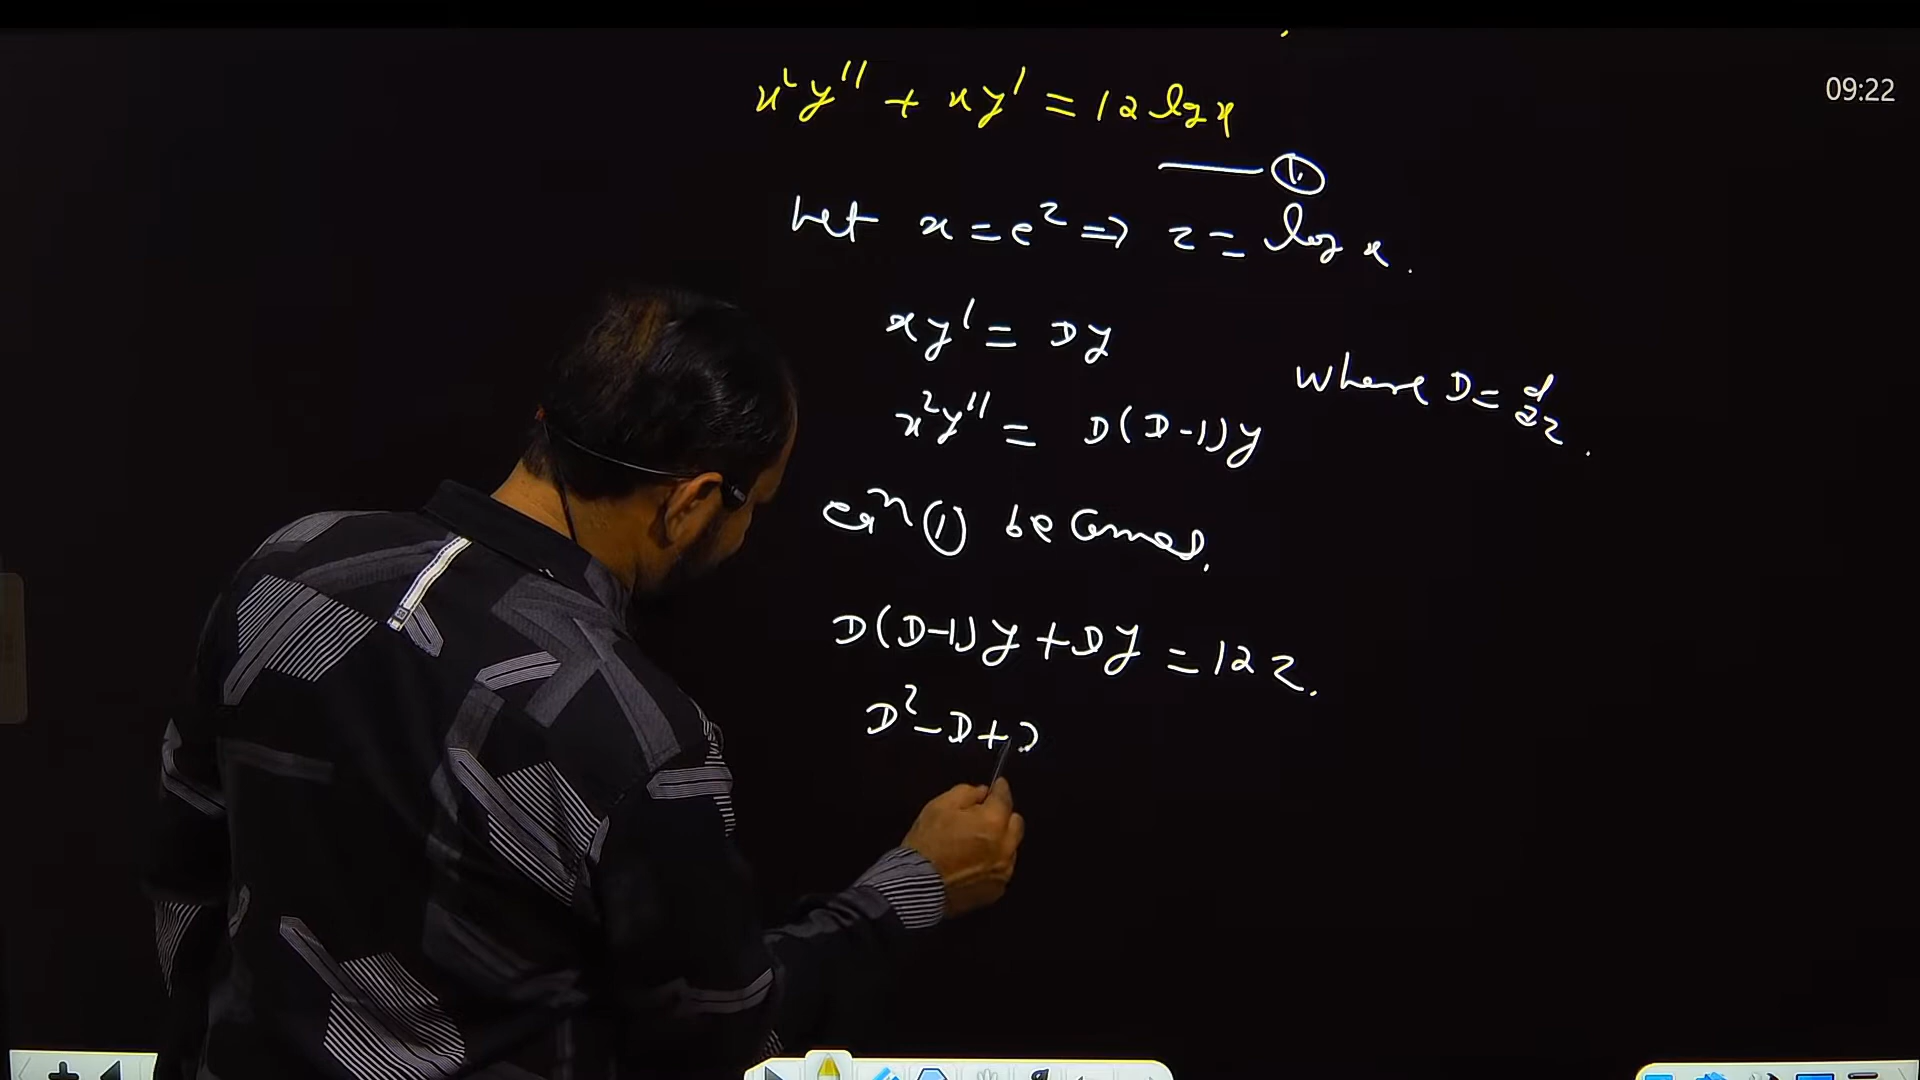 x²y'' + xy' = 12 log x
09:22
——— ①
Let x = e^z ⇒ z = log x.
xy' = Dy
where D = d/dz.
x²y'' = D(D-1)y
eqⁿ ① becomes.
D(D-1)y + Dy = 12z.
D² - D + D